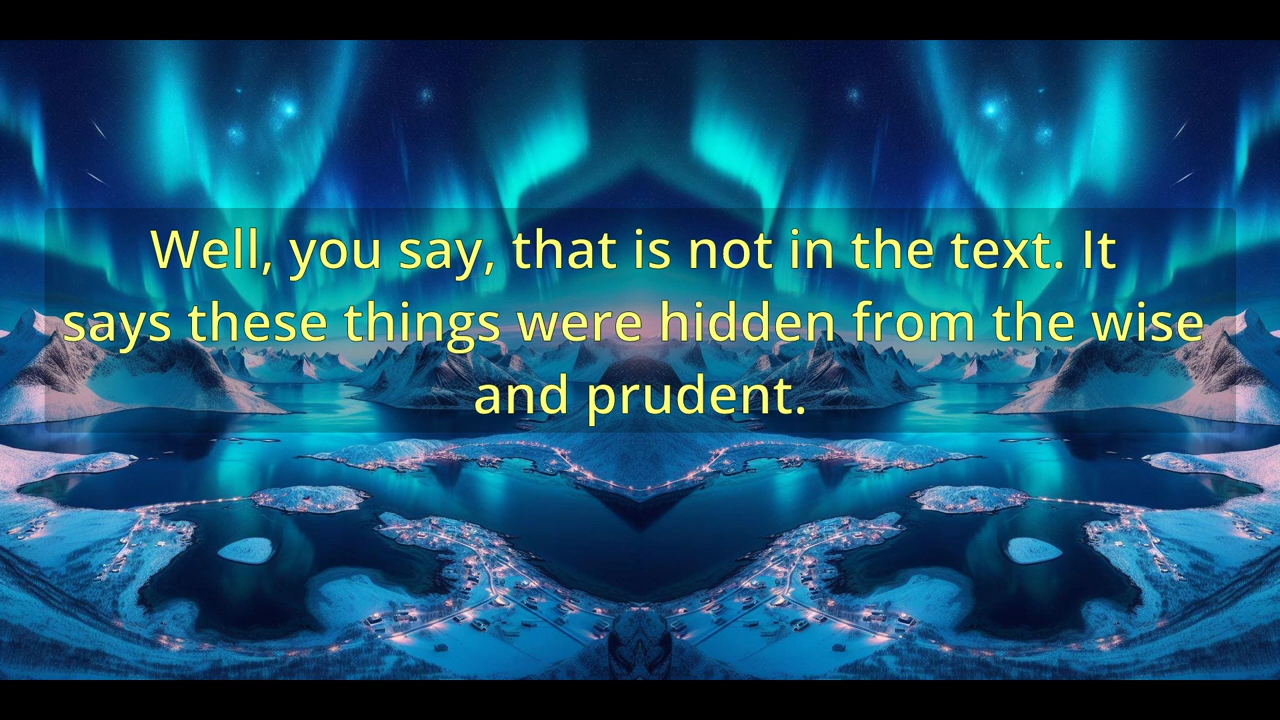 Well, you say, that is not in the text. It
says these things were hidden from the wise
and prudent.